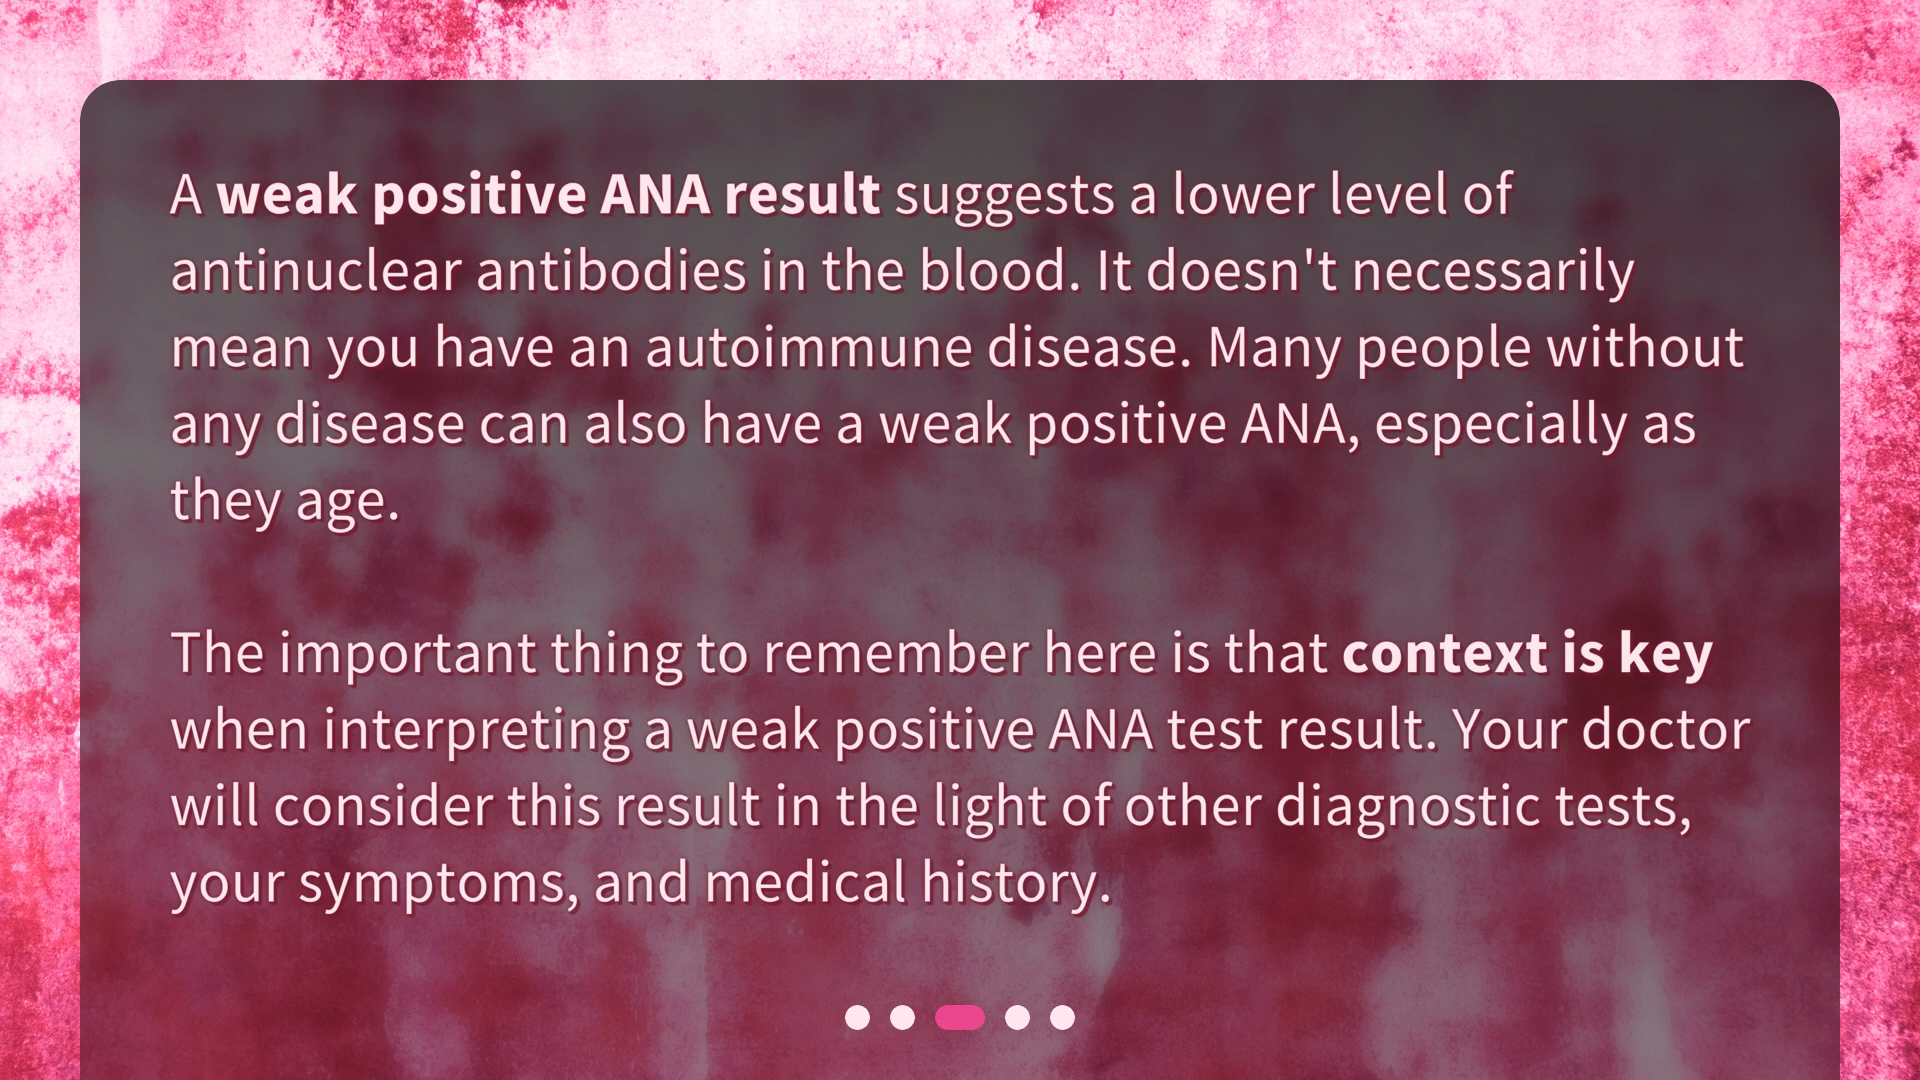 A weak positive ANA result suggests a lower level of
antinuclear antibodies in the blood. It doesn't necessarily
mean you have an autoimmune disease. Many people without
any disease can also have a weak positive ANA, especially as
they age.
The important thing to remember here is that context is key
when interpreting a weak positive ANA test result. Your doctor
will consider this result in the light of other diagnostic tests,
your symptoms, and medical history.